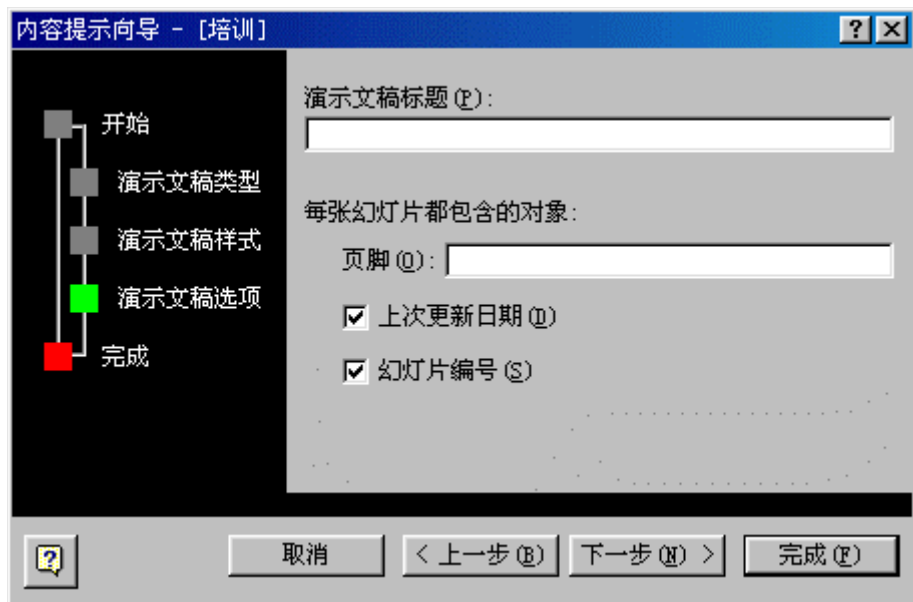 内容提示向导 - [培训]
开始
演示文稿类型
演示文稿样式
演示文稿选项
完成
演示文稿标题(P):
每张幻灯片都包含的对象:
页脚(O):
上次更新日期(D)
幻灯片编号(S)
取消
< 上一步(B)
下一步(N) >
完成(F)